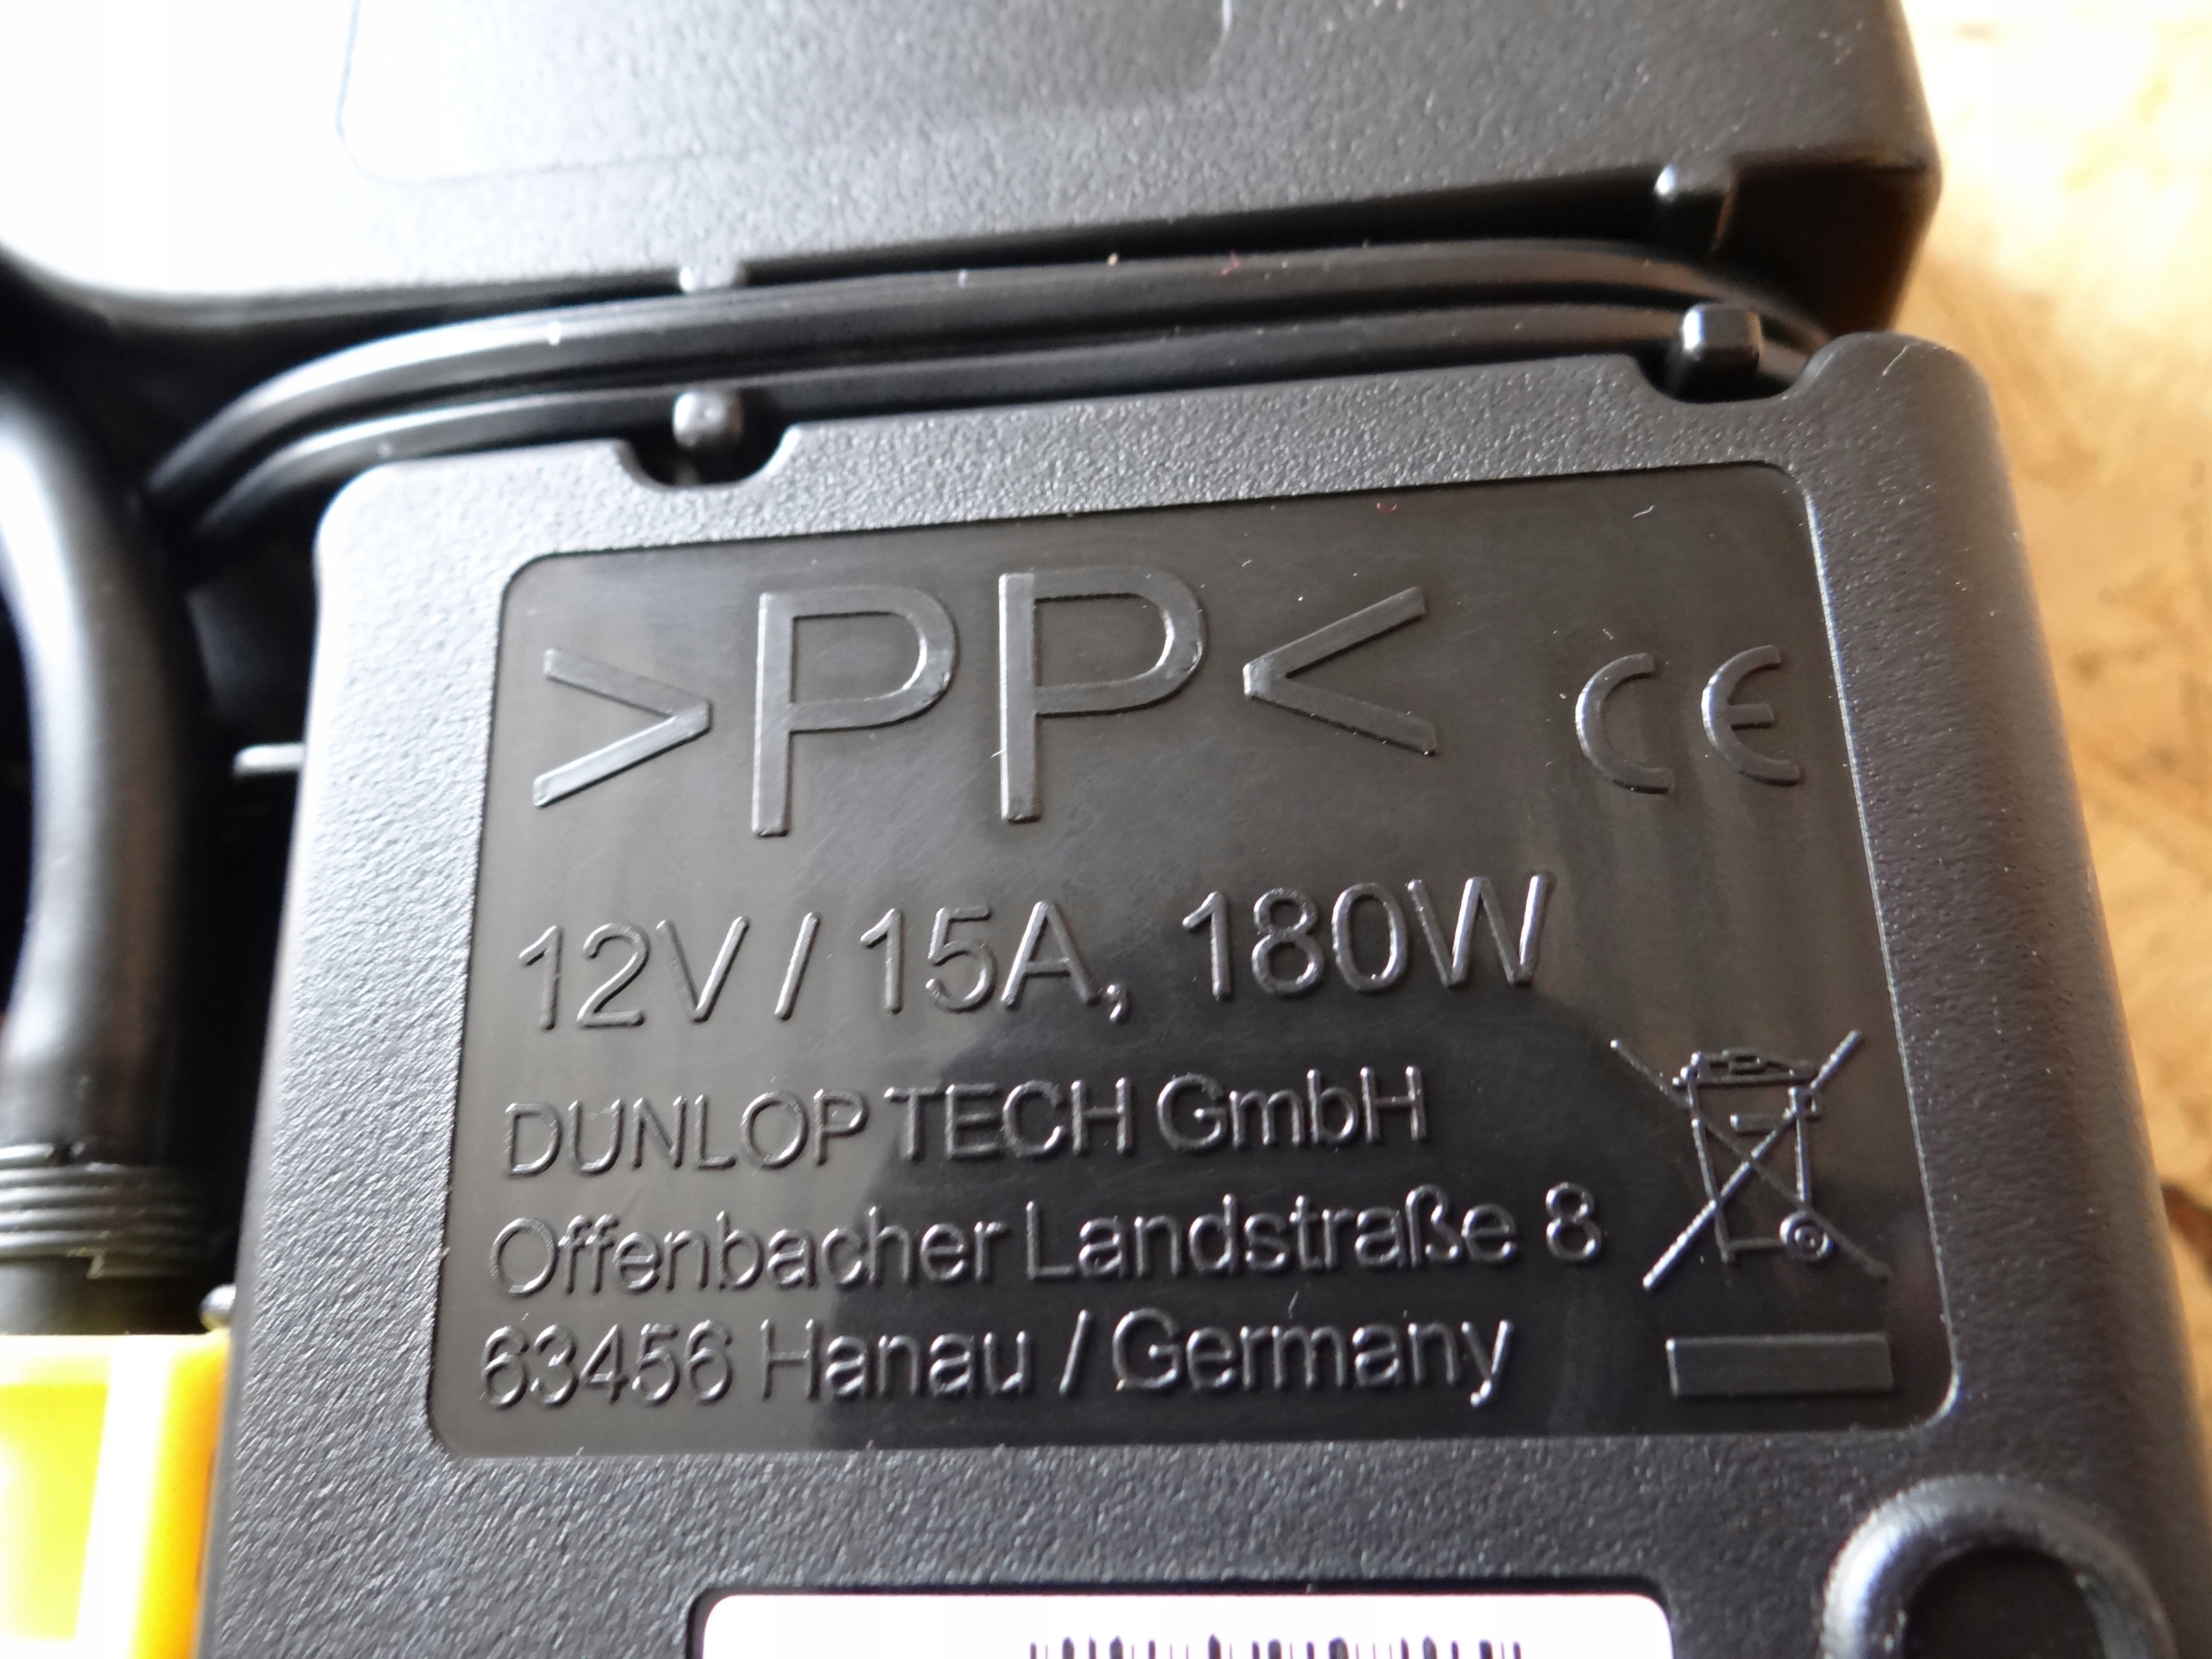 >PP<
CE
12V / 15A, 180W
DUNLOP TECH GmbH
Offenbacher Landstraße 8
63456 Hanau / Germany